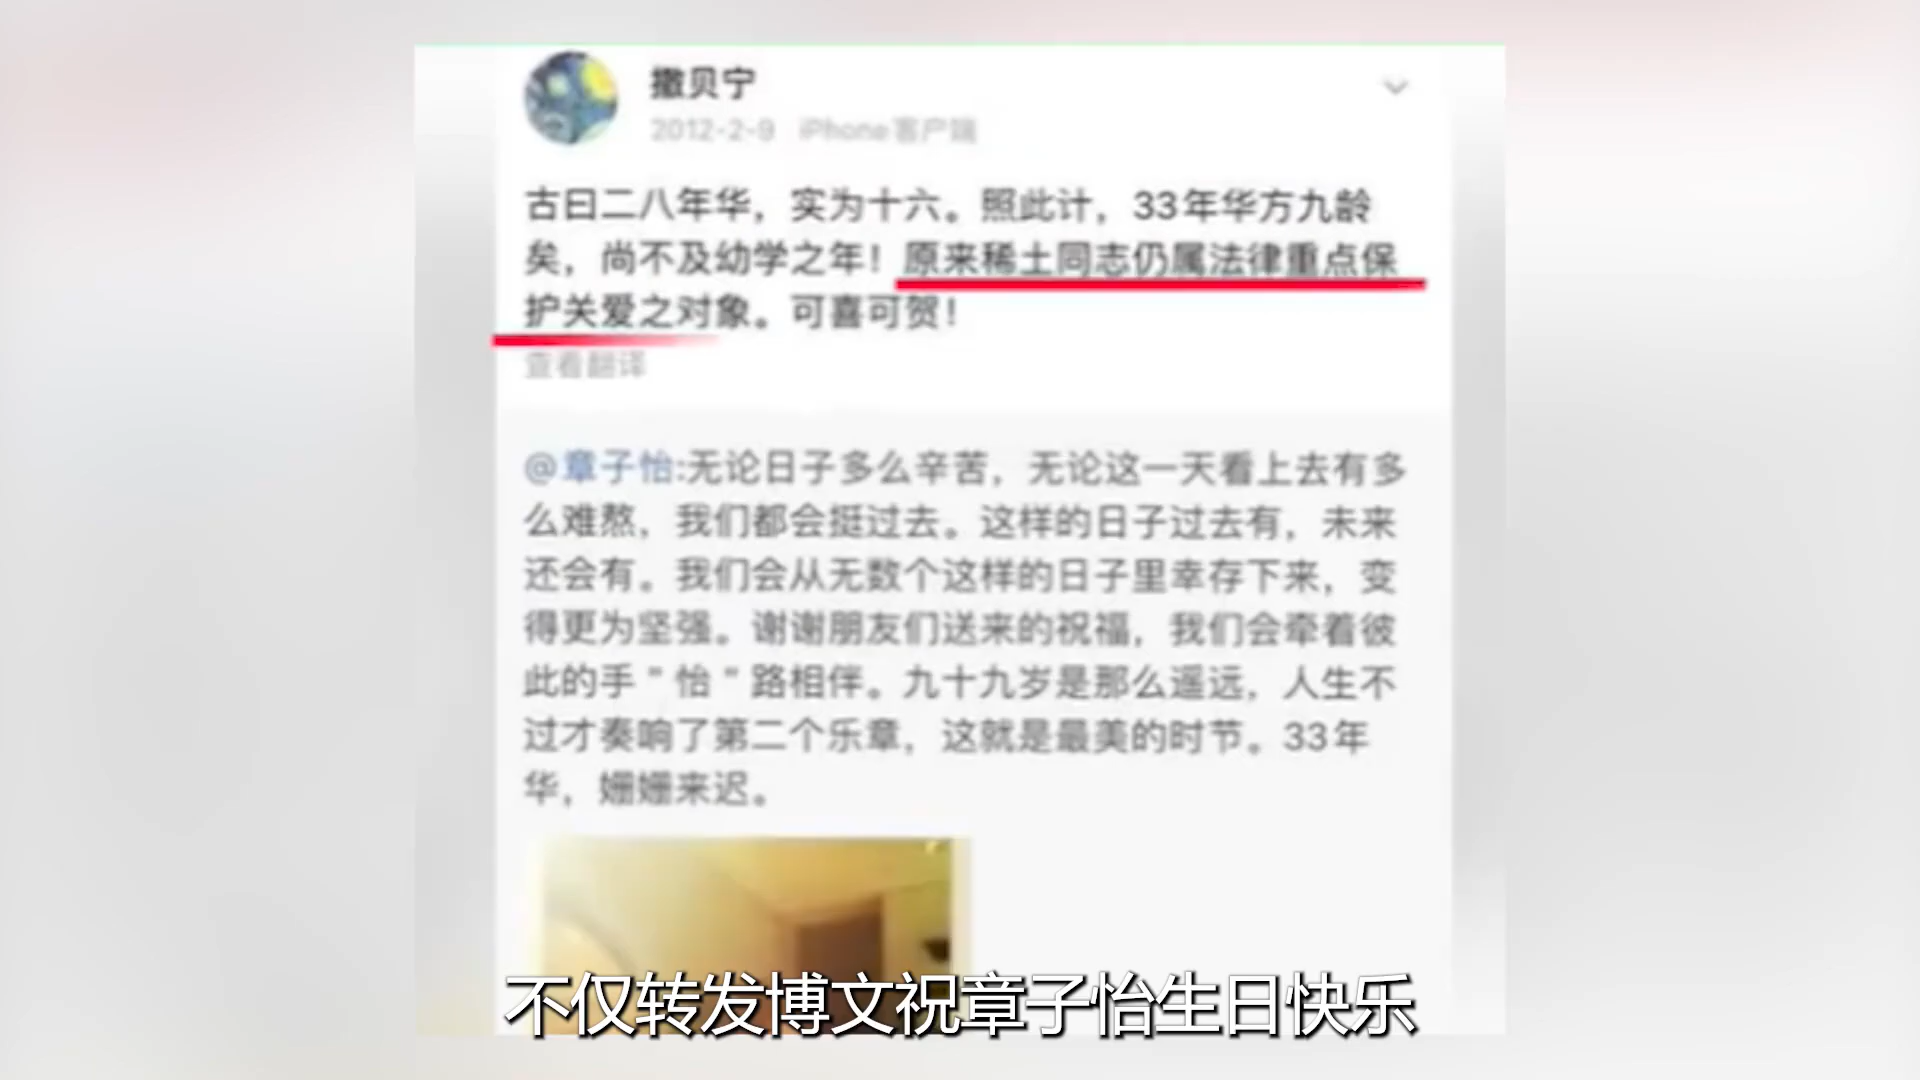 撒贝宁
2012-2-9 iPhone客户端
古曰二八年华，实为十六。照此计，33年华方九龄
矣，尚不及幼学之年！原来稀土同志仍属法律重点保
护关爱之对象。可喜可贺！
查看翻译
@章子怡:无论日子多么辛苦，无论这一天看上去有多
么难熬，我们都会挺过去。这样的日子过去有，未来
还会有。我们会从无数个这样的日子里幸存下来，变
得更为坚强。谢谢朋友们送来的祝福，我们会牵着彼
此的手"怡"路相伴。九十九岁是那么遥远，人生不
过才奏响了第二个乐章，这就是最美的时节。33年
华，姗姗来迟。
不仅转发博文祝章子怡生日快乐